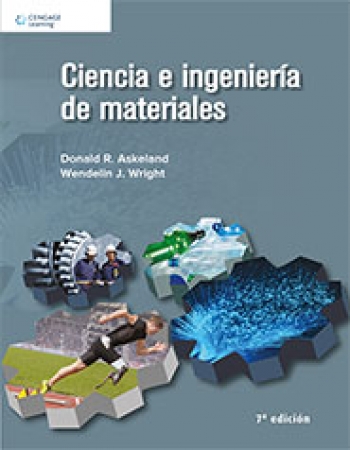 CENGAGE
Learning
Ciencia e ingeniería
de materiales
Donald R. Askeland
Wendelin J. Wright
7ª edición